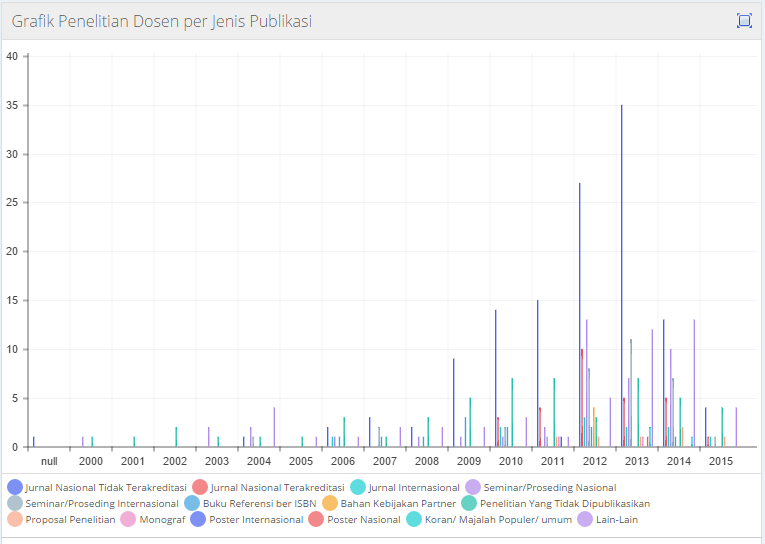 Grafik Penelitian Dosen per Jenis Publikasi
40
35
30
25
20
15
10
5
0
null 2000 2001 2002 2003 2004 2005 2006 2007 2008 2009 2010 2011 2012 2013 2014 2015
Jurnal Nasional Tidak Terakreditasi Jurnal Nasional Terakreditasi Jurnal Internasional Seminar/Proseding Nasional
Seminar/Proseding Internasional Buku Referensi ber ISBN Bahan Kebijakan Partner Penelitian Yang Tidak Dipublikasikan
Proposal Penelitian Monograf Poster Internasional Poster Nasional Koran/ Majalah Populer/ umum Lain-Lain